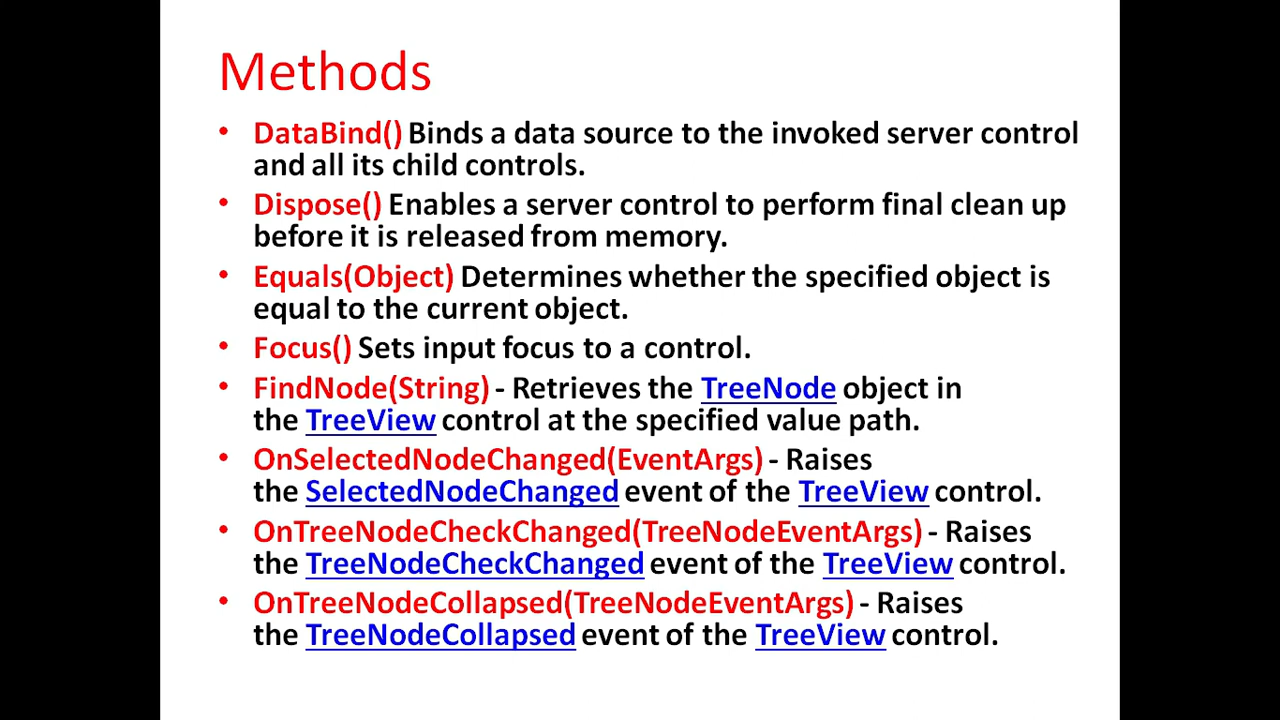 Methods
• DataBind() Binds a data source to the invoked server control
and all its child controls.
• Dispose() Enables a server control to perform final clean up
before it is released from memory.
• Equals(Object) Determines whether the specified object is
equal to the current object.
• Focus() Sets input focus to a control.
• FindNode(String) - Retrieves the TreeNode object in
the TreeView control at the specified value path.
• OnSelectedNodeChanged(EventArgs) - Raises
the SelectedNodeChanged event of the TreeView control.
• OnTreeNodeCheckChanged(TreeNodeEventArgs) - Raises
the TreeNodeCheckChanged event of the TreeView control.
• OnTreeNodeCollapsed(TreeNodeEventArgs) - Raises
the TreeNodeCollapsed event of the TreeView control.